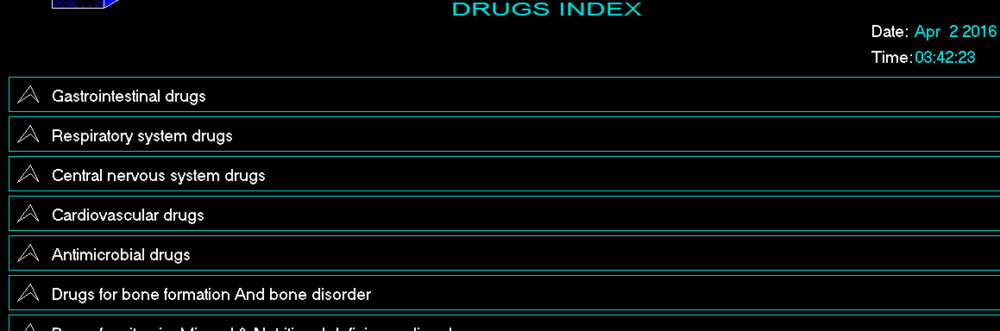 DRUGS INDEX
Date: Apr 2 2016
Time: 03:42:23
Gastrointestinal drugs
Respiratory system drugs
Central nervous system drugs
Cardiovascular drugs
Antimicrobial drugs
Drugs for bone formation And bone disorder